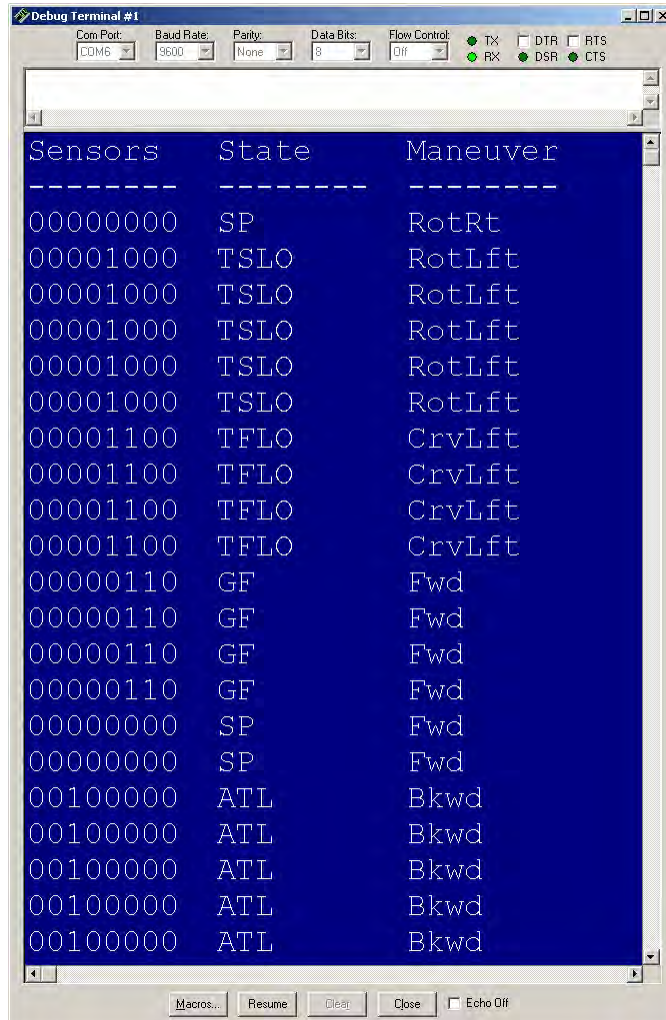 Debug Terminal #1
Com Port: Baud Rate: Parity: Data Bits: Flow Control:
COM6 9600 None 8 Off
TX DTR RTS
RX DSR CTS
Sensors State Maneuver
-------- -------- --------
00000000 SP RotRt
00001000 TSLO RotLft
00001000 TSLO RotLft
00001000 TSLO RotLft
00001000 TSLO RotLft
00001000 TSLO RotLft
00001100 TFLO CrvLft
00001100 TFLO CrvLft
00001100 TFLO CrvLft
00001100 TFLO CrvLft
00000110 GF Fwd
00000110 GF Fwd
00000110 GF Fwd
00000110 GF Fwd
00000000 SP Fwd
00000000 SP Fwd
00100000 ATL Bkwd
00100000 ATL Bkwd
00100000 ATL Bkwd
00100000 ATL Bkwd
00100000 ATL Bkwd
Macros... Resume Clear Close Echo Off